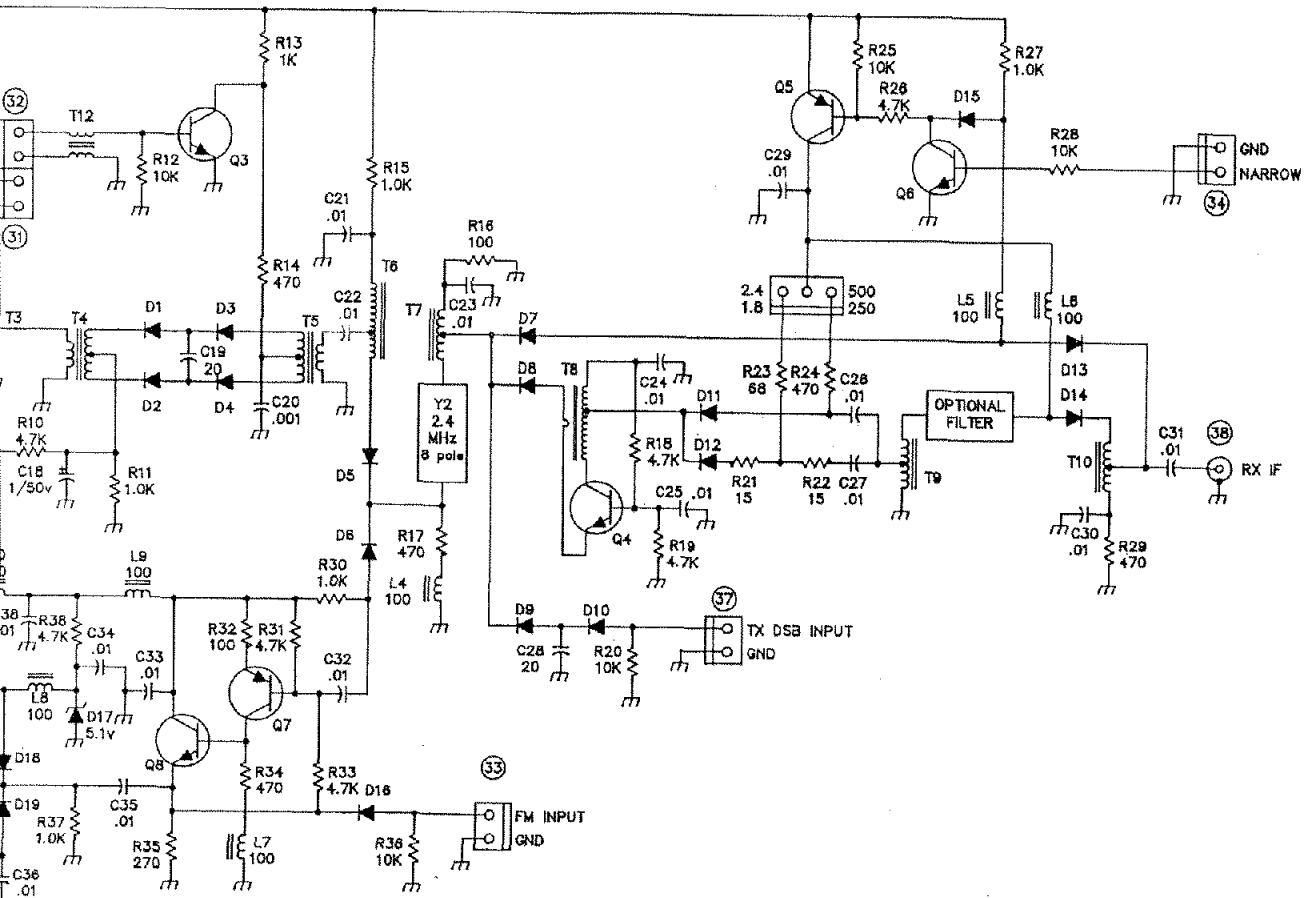 R13
1K
R25
10K
R27
1.0K
Q5
R26
4.7K
D15
32
T12
R12
10K
Q3
R15
1.0K
C29
.01
R28
10K
Q6
GND
NARROW
34
31
C21
.01
R16
100
R14
470
T6
C22
.01
T7
C23
.01
2.4
1.8
500
250
L5
100
L6
100
T3
T4
D1
D3
T5
D7
C19
20
D8
T8
C24
.01
D13
D2
D4
C20
.001
R23
68
R24
470
C28
.01
D11
D14
OPTIONAL
FILTER
Y2
2.4
MHz
8 pole
R10
4.7K
C18
1/50v
R11
1.0K
D5
R18
4.7K
D12
R21
15
R22
15
C27
.01
T9
T10
C31
.01
38
RX IF
C25
.01
Q4
R19
4.7K
C30
.01
R29
470
D6
R17
470
L4
100
L9
100
R30
1.0K
38
01
R38
4.7K
C34
.01
C33
.01
R32
100
R31
4.7K
C32
.01
D9
D10
C28
20
R20
10K
37
TX DSB INPUT
GND
L8
100
D17
5.1v
Q7
Q8
D18
D19
R37
1.0K
C35
.01
R34
470
R33
4.7K
D16
33
FM INPUT
GND
R35
270
L7
100
R36
10K
C36
.01